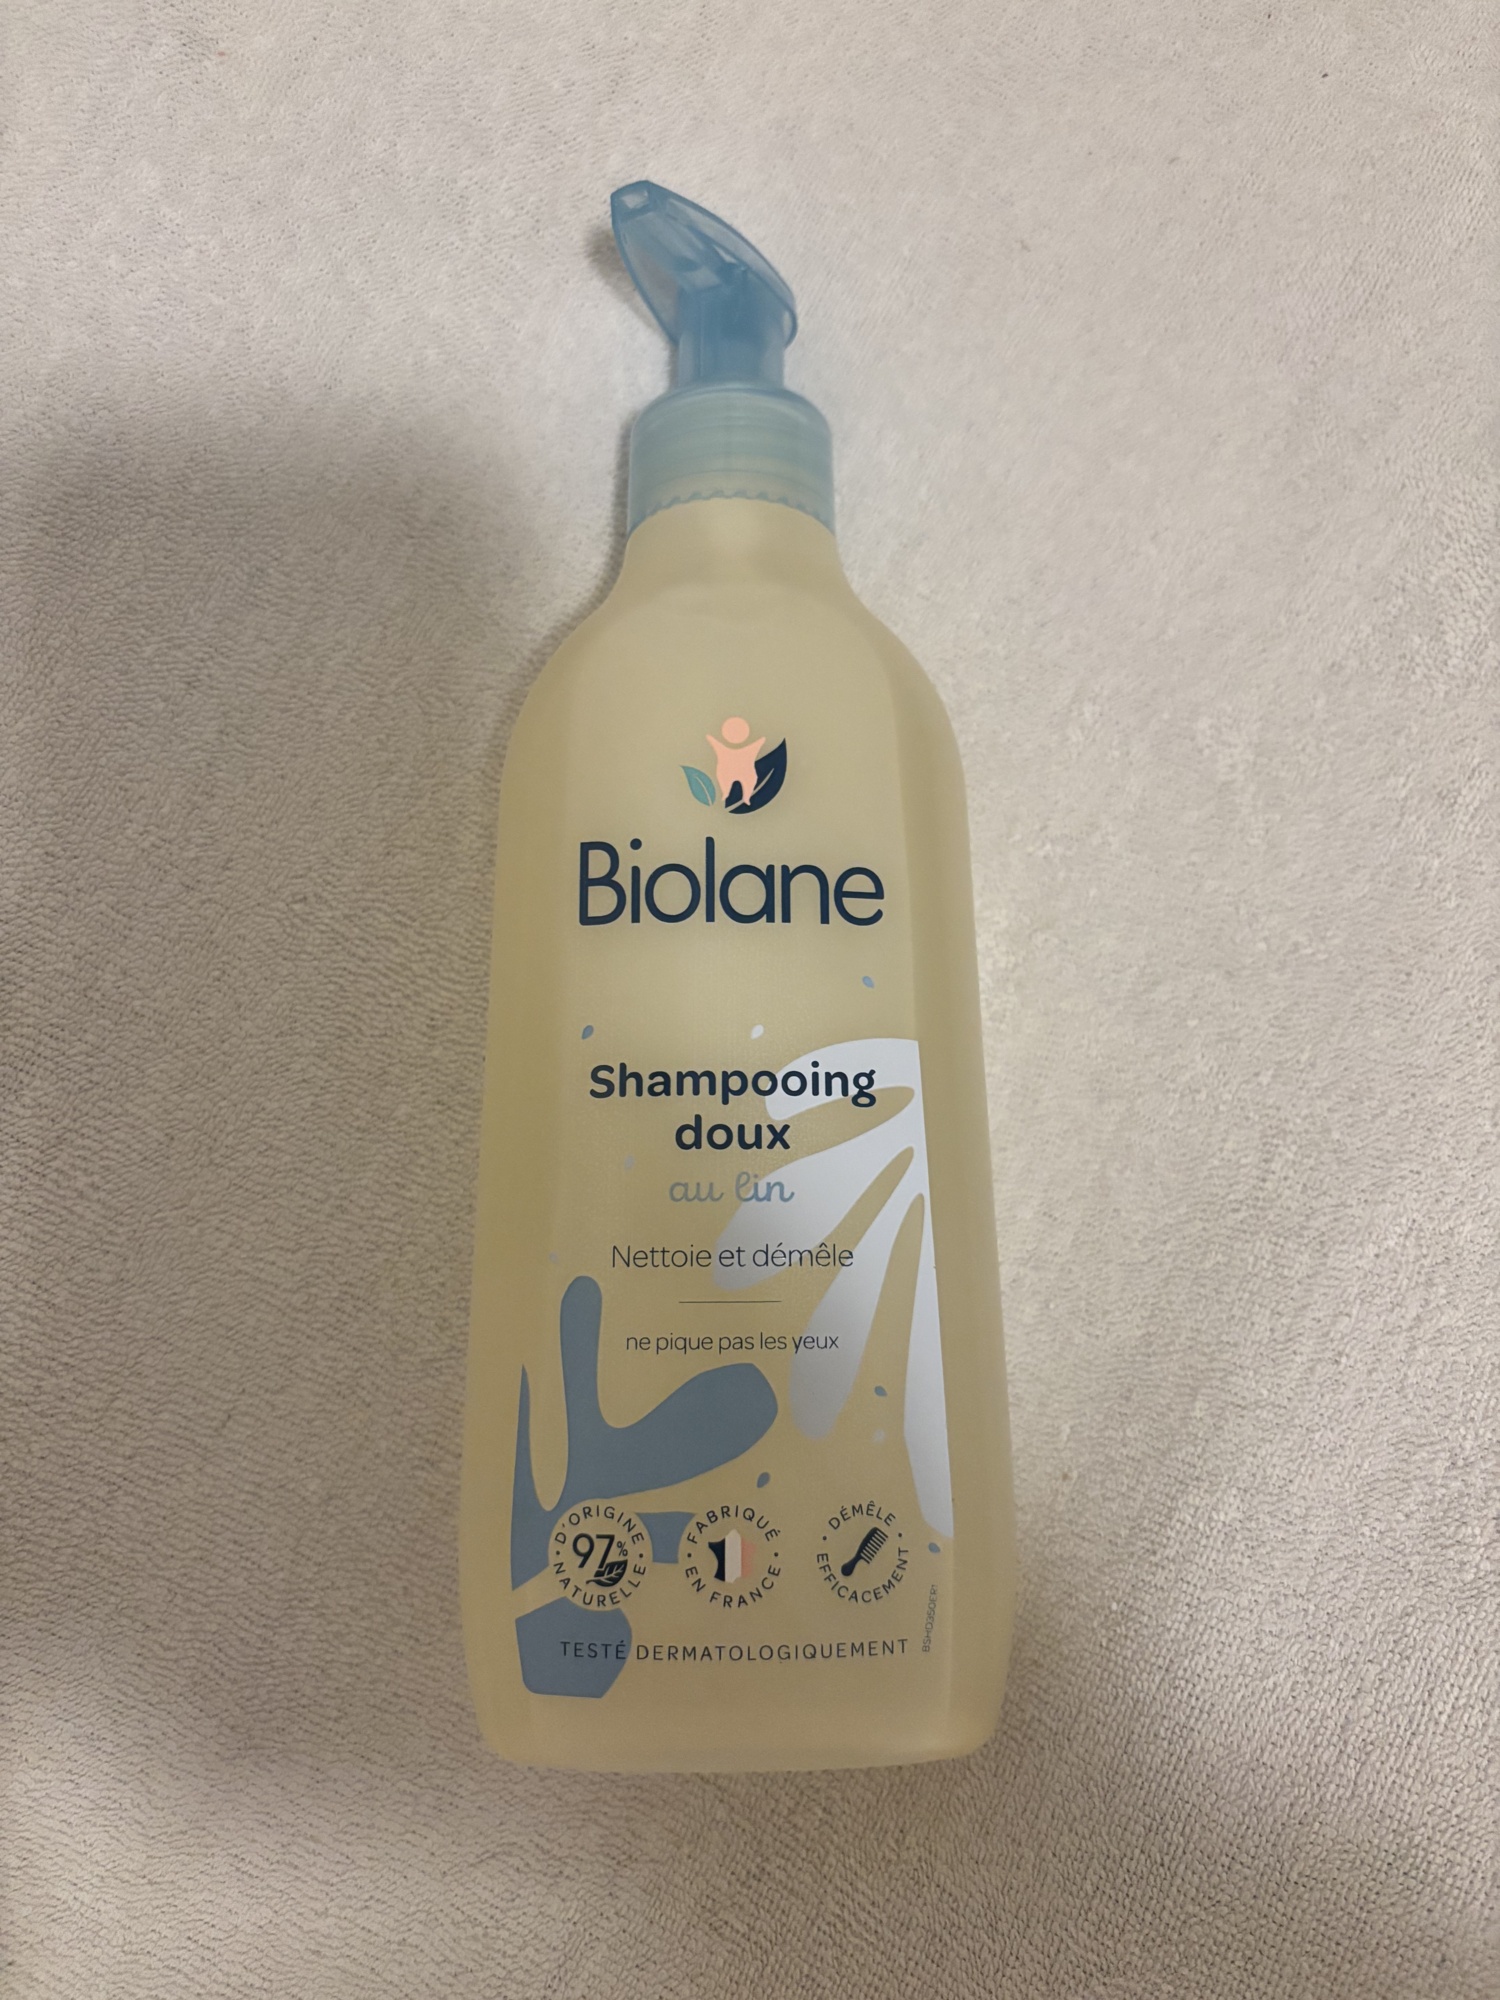 Biolane
Shampooing
doux
au lin
Nettoie et démêle
ne pique pas les yeux
D'ORIGINE NATURELLE
97%
FABRIQUÉ EN FRANCE
DÉMÊLE EFFICACEMENT
TESTÉ DERMATOLOGIQUEMENT